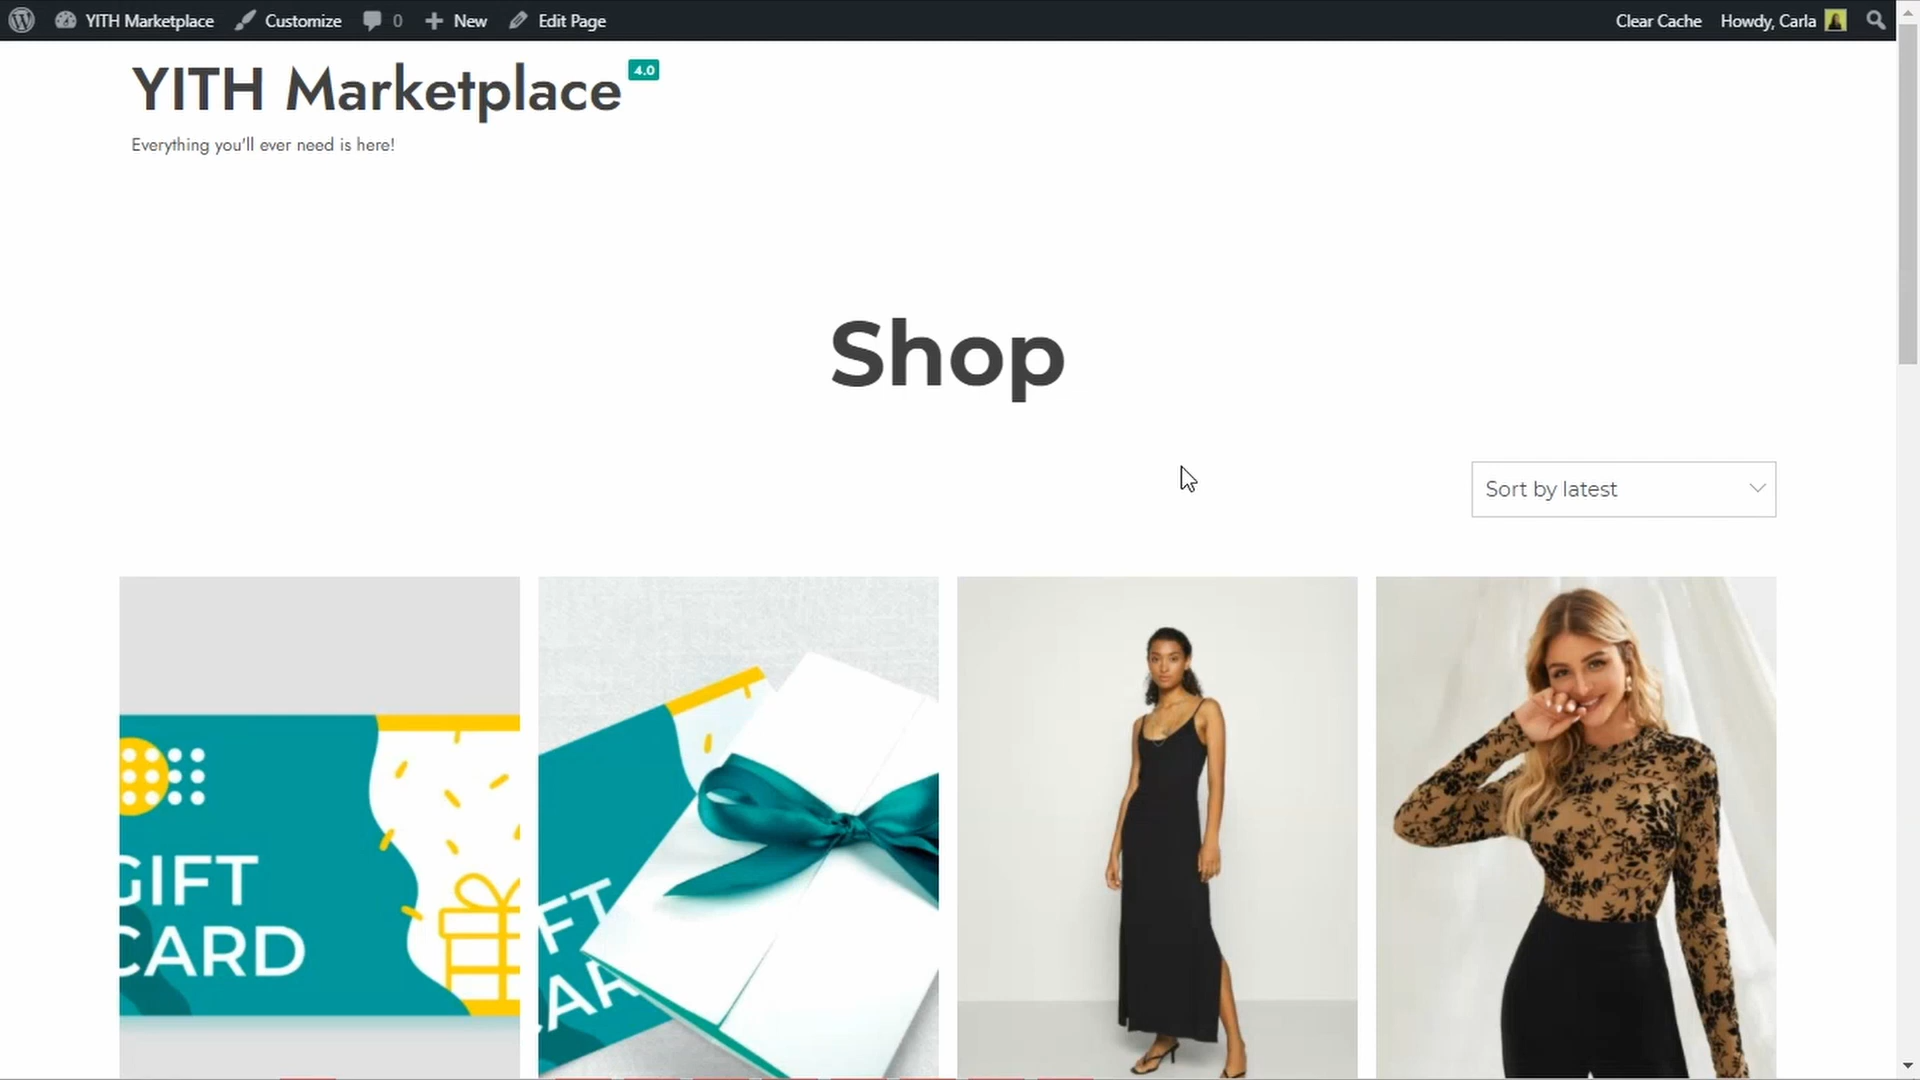 YITH Marketplace Customize 0 New Edit Page Clear Cache Howdy, Carla
YITH Marketplace 4.0
Everything you'll ever need is here!
Shop
Sort by latest
GIFT
CARD